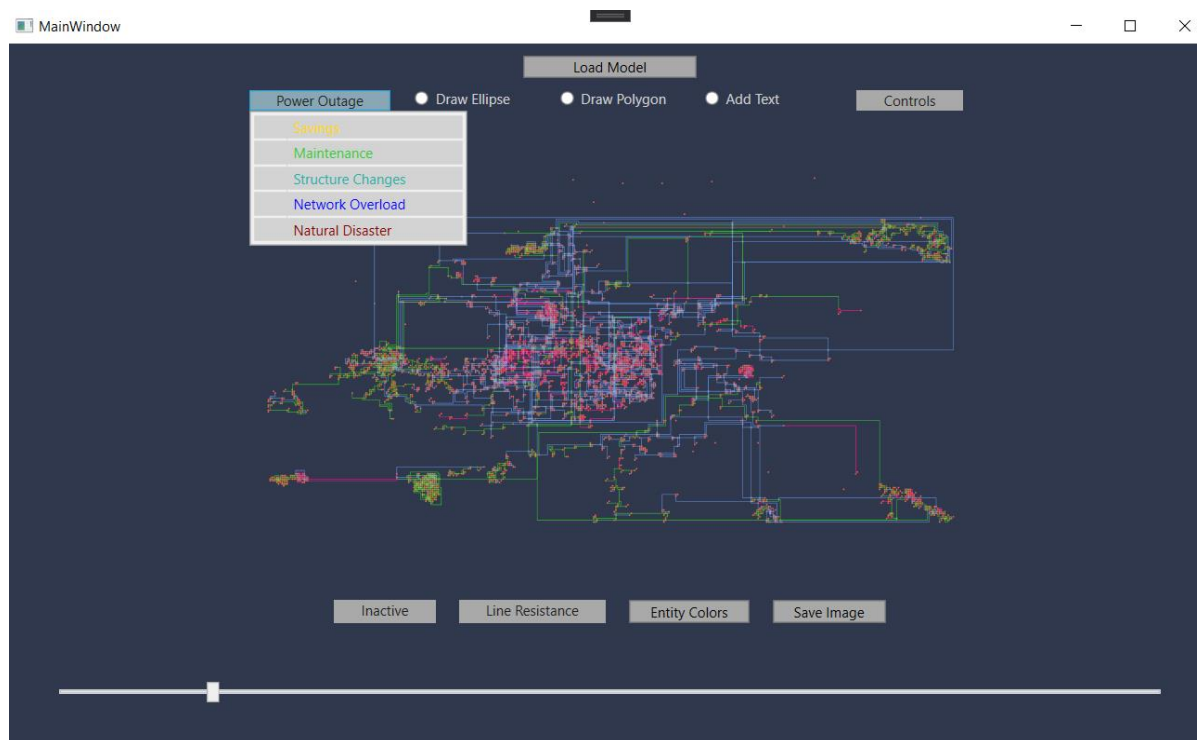 MainWindow
Load Model
Power Outage
Draw Ellipse
Draw Polygon
Add Text
Controls
Savings
Maintenance
Structure Changes
Network Overload
Natural Disaster
Inactive
Line Resistance
Entity Colors
Save Image